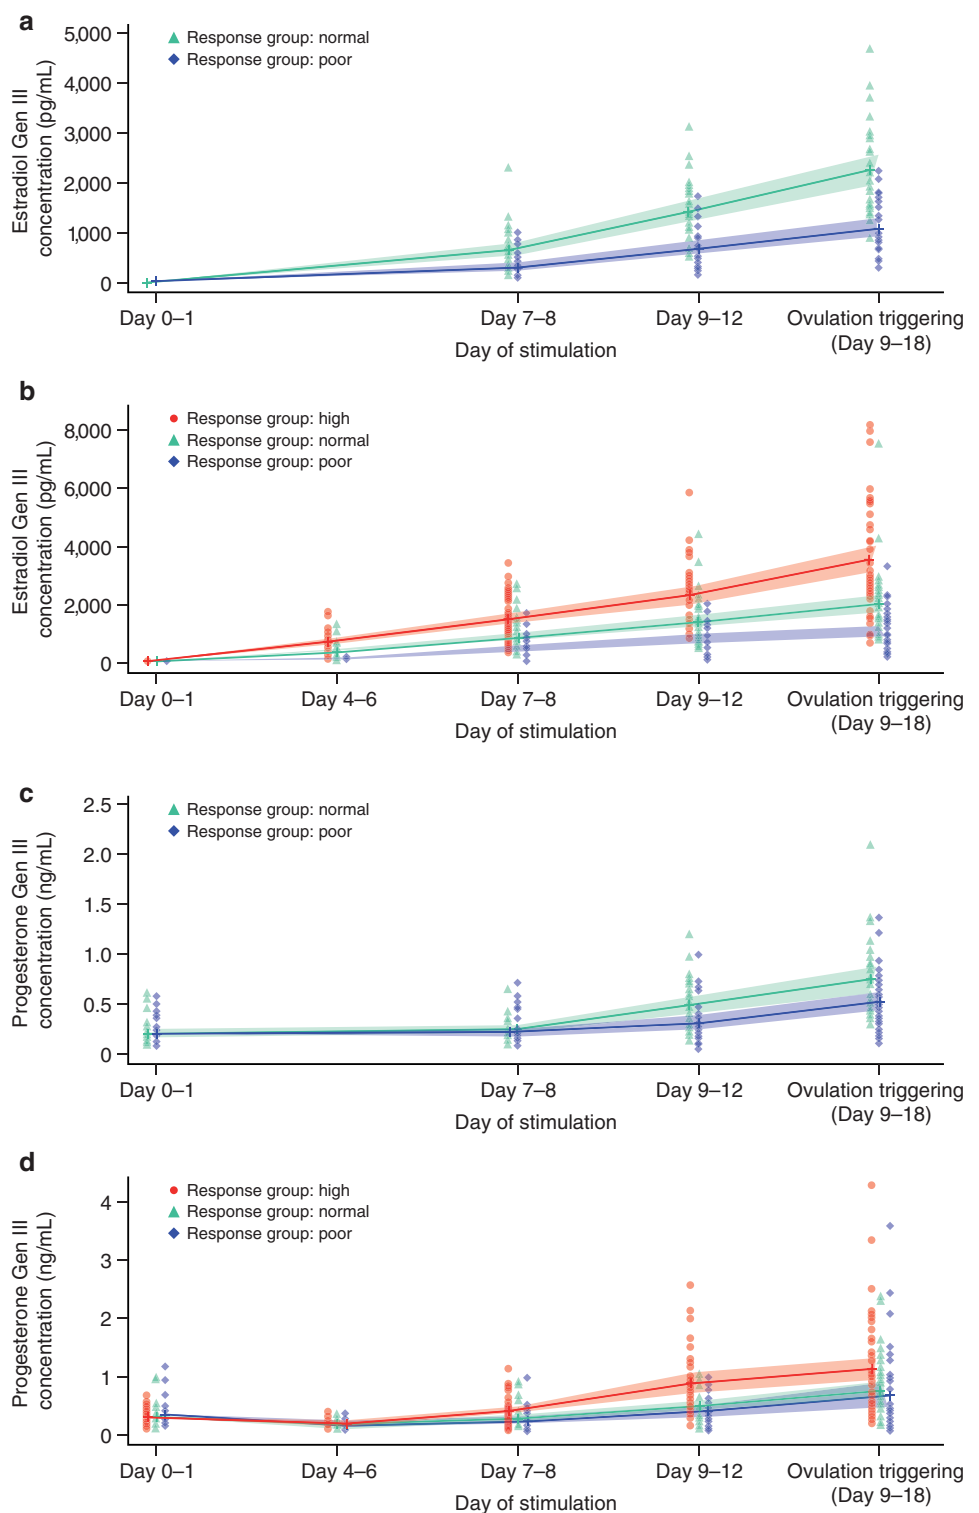 a
Estradiol Gen III
concentration (pg/mL)
5,000
4,000
3,000
2,000
1,000
0
Response group: normal
Response group: poor
Day 0–1
Day 7–8
Day 9–12
Ovulation triggering
(Day 9–18)
Day of stimulation
b
Estradiol Gen III
concentration (pg/mL)
8,000
6,000
4,000
2,000
0
Response group: high
Response group: normal
Response group: poor
Day 0–1
Day 4–6
Day 7–8
Day 9–12
Ovulation triggering
(Day 9–18)
Day of stimulation
c
Progesterone Gen III
concentration (ng/mL)
2.5
2.0
1.5
1.0
0.5
0
Response group: normal
Response group: poor
Day 0–1
Day 7–8
Day 9–12
Ovulation triggering
(Day 9–18)
Day of stimulation
d
Progesterone Gen III
concentration (ng/mL)
4
3
2
1
0
Response group: high
Response group: normal
Response group: poor
Day 0–1
Day 4–6
Day 7–8
Day 9–12
Ovulation triggering
(Day 9–18)
Day of stimulation